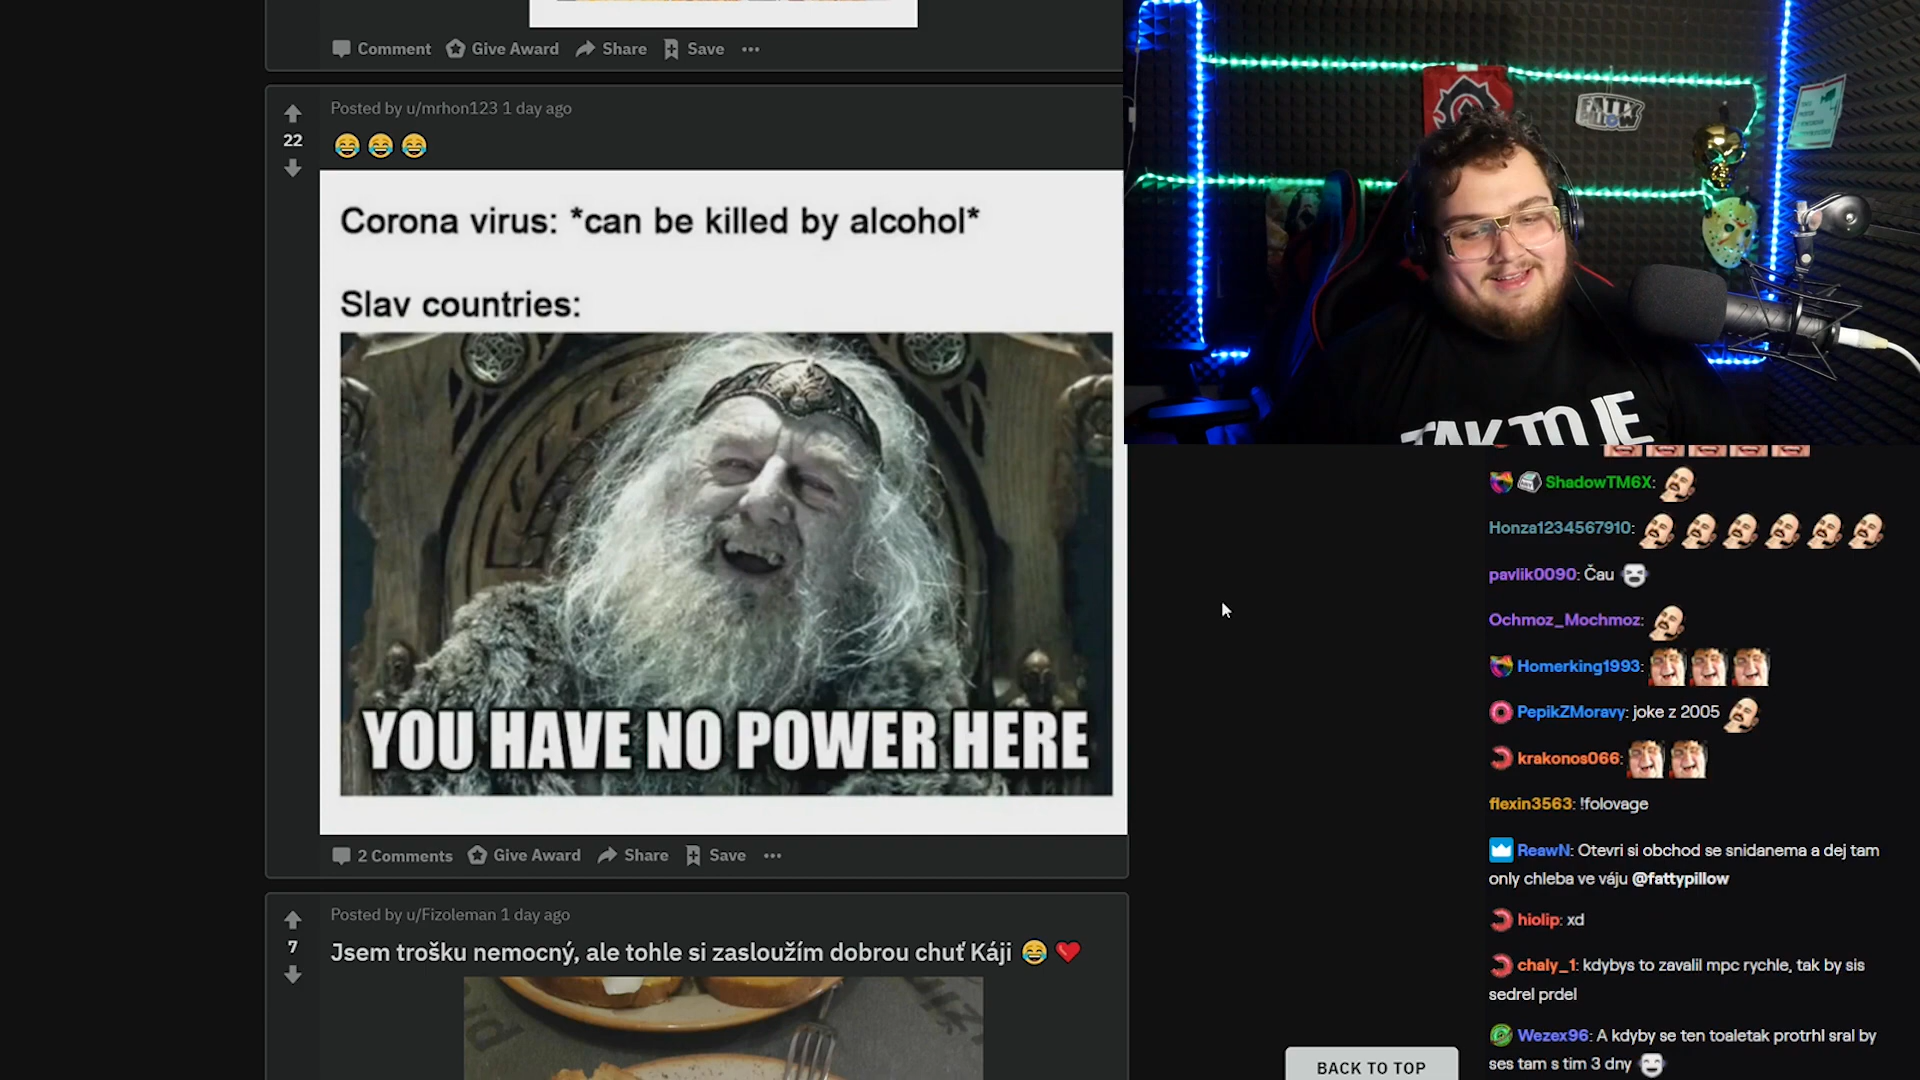 Comment Give Award Share Save
Posted by u/mrhon123 1 day ago
22
😂 😂 😂
Corona virus: *can be killed by alcohol*
Slav countries:
YOU HAVE NO POWER HERE
2 Comments Give Award Share Save
Posted by u/Fizoleman 1 day ago
7
Jsem trošku nemocný, ale tohle si zasloužím dobrou chuť Káji 😂 ❤️
FATTY
PILLOW
TAK TO JE
ShadowTM6X:
Honza1234567910:
pavlik0090: Čau
Ochmoz_Mochmoz:
Homerking1993:
PepikZMoravy: joke z 2005
krakonos066:
flexin3563: !folovage
ReawN: Otevri si obchod se snidanema a dej tam
only chleba ve váju @fattypillow
hiolip: xd
chaly_1: kdybys to zavalil mpc rychle, tak by sis
sedrel prdel
Wezex96: A kdyby se ten toaletak protrhl sral by
ses tam s tim 3 dny
BACK TO TOP